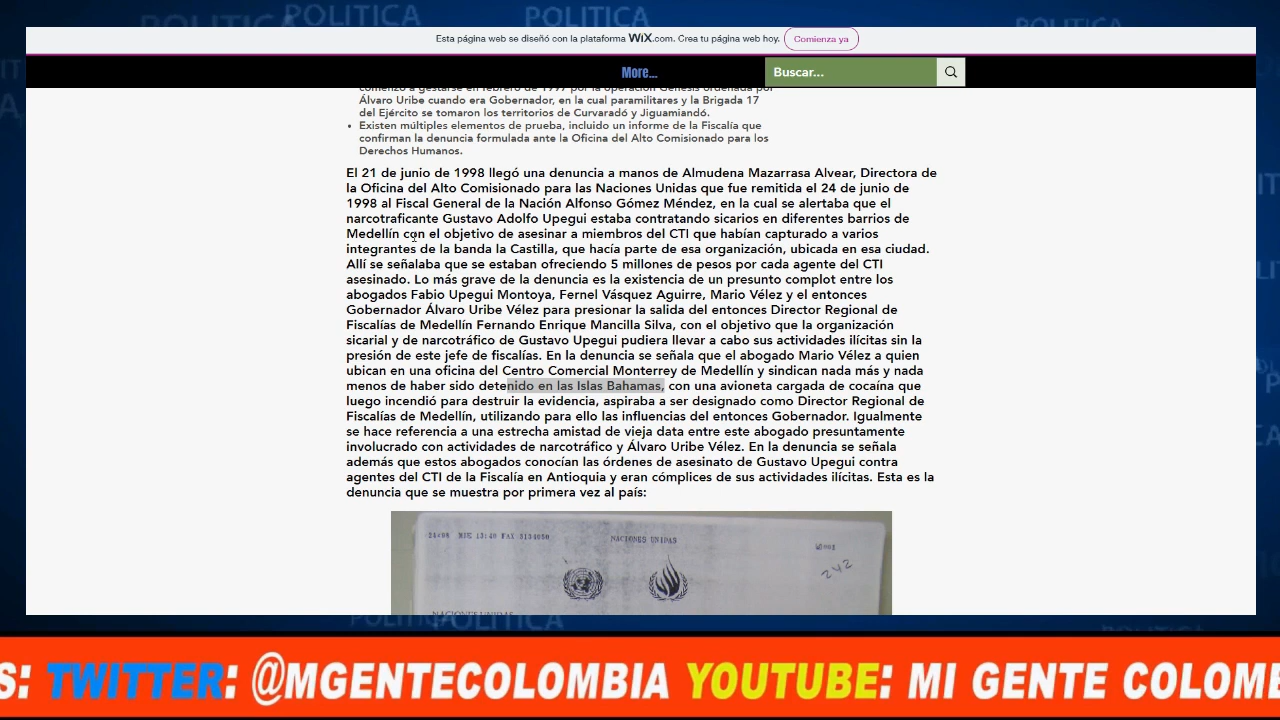 POLITICA
POLITICA
POLITICA
Esta página web se diseñó con la plataforma WiX.com. Crea tu página web hoy. Comienza ya
More... Buscar...
comenzó a gestarse en febrero de 1997 por la operación Génesis ordenada por
Álvaro Uribe cuando era Gobernador, en la cual paramilitares y la Brigada 17
del Ejército se tomaron los territorios de Curvaradó y Jiguamiandó.
• Existen múltiples elementos de prueba, incluido un informe de la Fiscalía que
confirman la denuncia formulada ante la Oficina del Alto Comisionado para los
Derechos Humanos.
El 21 de junio de 1998 llegó una denuncia a manos de Almudena Mazarrasa Alvear, Directora de
la Oficina del Alto Comisionado para las Naciones Unidas que fue remitida el 24 de junio de
1998 al Fiscal General de la Nación Alfonso Gómez Méndez, en la cual se alertaba que el
narcotraficante Gustavo Adolfo Upegui estaba contratando sicarios en diferentes barrios de
Medellín con el objetivo de asesinar a miembros del CTI que habían capturado a varios
integrantes de la banda la Castilla, que hacía parte de esa organización, ubicada en esa ciudad.
Allí se señalaba que se estaban ofreciendo 5 millones de pesos por cada agente del CTI
asesinado. Lo más grave de la denuncia es la existencia de un presunto complot entre los
abogados Fabio Upegui Montoya, Fernel Vásquez Aguirre, Mario Vélez y el entonces
Gobernador Álvaro Uribe Vélez para presionar la salida del entonces Director Regional de
Fiscalías de Medellín Fernando Enrique Mancilla Silva, con el objetivo que la organización
sicarial y de narcotráfico de Gustavo Upegui pudiera llevar a cabo sus actividades ilícitas sin la
presión de este jefe de fiscalías. En la denuncia se señala que el abogado Mario Vélez a quien
ubican en una oficina del Centro Comercial Monterrey de Medellín y sindican nada más y nada
menos de haber sido detenido en las Islas Bahamas, con una avioneta cargada de cocaína que
luego incendió para destruir la evidencia, aspiraba a ser designado como Director Regional de
Fiscalías de Medellín, utilizando para ello las influencias del entonces Gobernador. Igualmente
se hace referencia a una estrecha amistad de vieja data entre este abogado presuntamente
involucrado con actividades de narcotráfico y Álvaro Uribe Vélez. En la denuncia se señala
además que estos abogados conocían las órdenes de asesinato de Gustavo Upegui contra
agentes del CTI de la Fiscalía en Antioquia y eran cómplices de sus actividades ilícitas. Esta es la
denuncia que se muestra por primera vez al país:
NACIONES UNIDAS
242
NACIONES UNIDAS
POLITICA
S: TWITTER: @MGENTECOLOMBIA YOUTUBE: MI GENTE COLOM